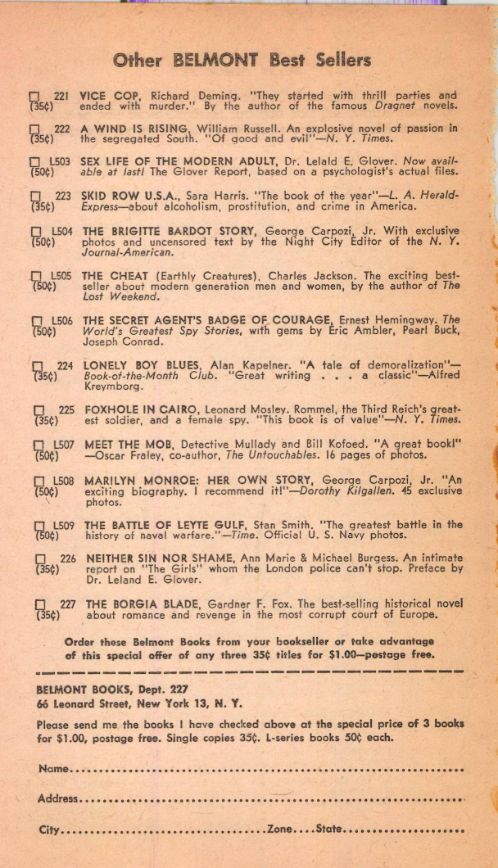 Other BELMONT Best Sellers
221 VICE COP, Richard Deming. "They started with thrill parties and
(35¢) ended with murder." By the author of the famous Dragnet novels.
222 A WIND IS RISING, William Russell. An explosive novel of passion in
(35¢) the segregated South. "Of good and evil"—N. Y. Times.
L503 SEX LIFE OF THE MODERN ADULT, Dr. Lelald E. Glover. Now avail-
(50¢) able at last! The Glover Report, based on a psychologist's actual files.
223 SKID ROW U.S.A., Sara Harris. "The book of the year"—L. A. Herald-
(35¢) Express—about alcoholism, prostitution, and crime in America.
L504 THE BRIGITTE BARDOT STORY, George Carpozi, Jr. With exclusive
(50¢) photos and uncensored text by the Night City Editor of the N. Y.
Journal-American.
L505 THE CHEAT (Earthly Creatures), Charles Jackson. The exciting best-
(50¢) seller about modern generation men and women, by the author of The
Lost Weekend.
L506 THE SECRET AGENT'S BADGE OF COURAGE, Ernest Hemingway. The
(50¢) World's Greatest Spy Stories, with gems by Eric Ambler, Pearl Buck,
Joseph Conrad.
224 LONELY BOY BLUES, Alan Kapelner. "A tale of demoralization"—
(35¢) Book-of-the-Month Club. "Great writing . . . a classic"—Alfred
Kreymborg.
225 FOXHOLE IN CAIRO, Leonard Mosley. Rommel, the Third Reich's great-
(35¢) est soldier, and a female spy. "This book is of value"—N. Y. Times.
L507 MEET THE MOB, Detective Mullady and Bill Kofoed. "A great book!"
(50¢) —Oscar Fraley, co-author, The Untouchables. 16 pages of photos.
L508 MARILYN MONROE: HER OWN STORY, George Carpozi, Jr. "An
(50¢) exciting biography. I recommend it!"—Dorothy Kilgallen. 45 exclusive
photos.
L509 THE BATTLE OF LEYTE GULF, Stan Smith. "The greatest battle in the
(50¢) history of naval warfare."—Time. Official U. S. Navy photos.
226 NEITHER SIN NOR SHAME, Ann Marie & Michael Burgess. An intimate
(35¢) report on "The Girls" whom the London police can't stop. Preface by
Dr. Leland E. Glover.
227 THE BORGIA BLADE, Gardner F. Fox. The best-selling historical novel
(35¢) about romance and revenge in the most corrupt court of Europe.
Order these Belmont Books from your bookseller or take advantage
of this special offer of any three 35¢ titles for $1.00—postage free.
BELMONT BOOKS, Dept. 227
66 Leonard Street, New York 13, N. Y.
Please send me the books I have checked above at the special price of 3 books
for $1.00, postage free. Single copies 35¢. L-series books 50¢ each.
Name
Address
City Zone State